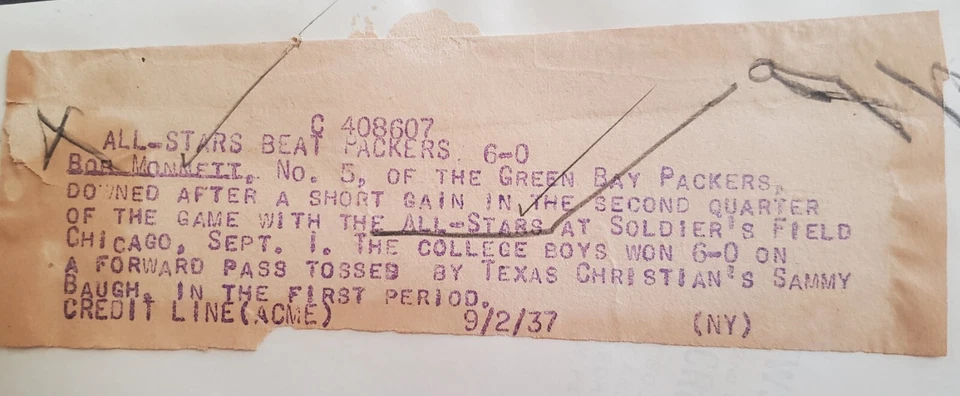 C 408607
ALL-STARS BEAT PACKERS 6-0
BOB MONNETT, NO. 5, OF THE GREEN BAY PACKERS,
DOWNED AFTER A SHORT GAIN IN THE SECOND QUARTER
OF THE GAME WITH THE ALL-STARS AT SOLDIER'S FIELD
CHICAGO, SEPT. 1. THE COLLEGE BOYS WON 6-0 ON
A FORWARD PASS TOSSED BY TEXAS CHRISTIAN'S SAMMY
BAUGH, IN THE FIRST PERIOD.
CREDIT LINE(ACME) 9/2/37 (NY)